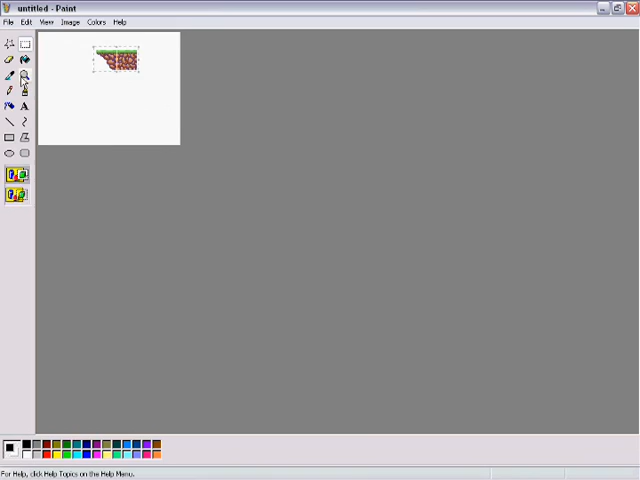 untitled - Paint
File Edit View Image Colors Help
A
For Help, click Help Topics on the Help Menu.